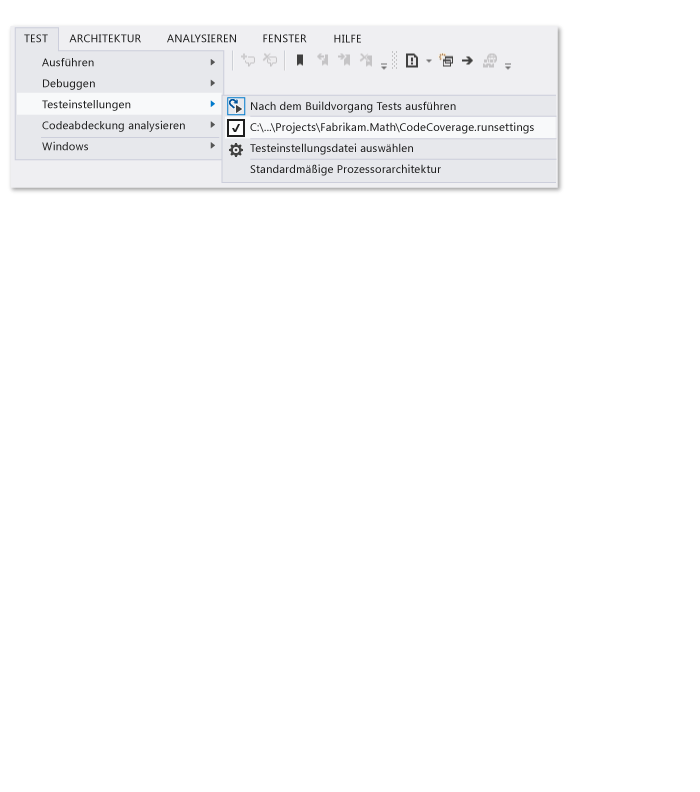 TEST ARCHITEKTUR ANALYSIEREN FENSTER HILFE
Ausführen
Debuggen
Testeinstellungen
Codeabdeckung analysieren
Windows
Nach dem Buildvorgang Tests ausführen
C:\...\Projects\Fabrikam.Math\CodeCoverage.runsettings
Testeinstellungsdatei auswählen
Standardmäßige Prozessorarchitektur